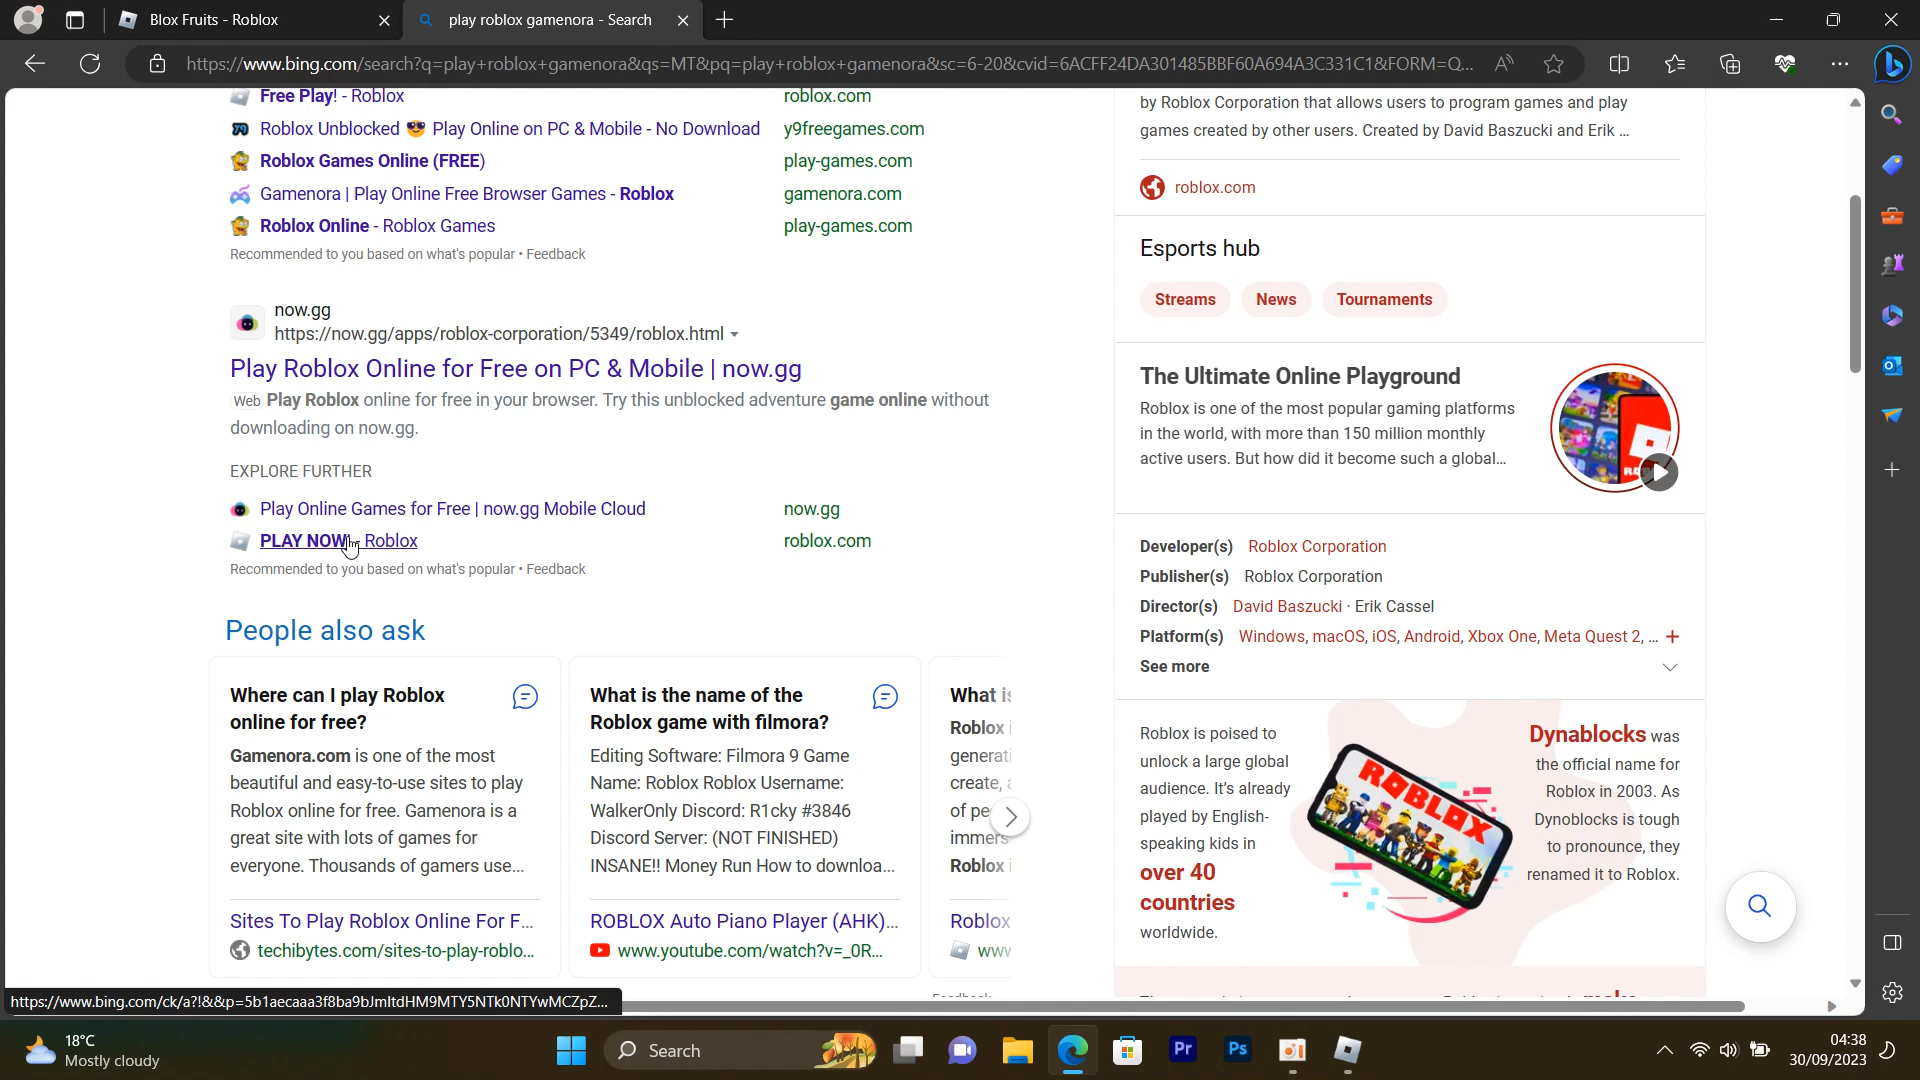 Blox Fruits - Roblox
play roblox gamenora - Search
https://www.bing.com/search?q=play+roblox+gamenora&qs=MT&pq=play+roblox+gamenora&sc=6-20&cvid=6ACFF24DA301485BBF60A694A3C331C1&FORM=Q...
Free Play! - Roblox roblox.com
Roblox Unblocked 😎 Play Online on PC & Mobile - No Download y9freegames.com
Roblox Games Online (FREE) play-games.com
Gamenora | Play Online Free Browser Games - Roblox gamenora.com
Roblox Online - Roblox Games play-games.com
Recommended to you based on what's popular • Feedback
now.gg
https://now.gg/apps/roblox-corporation/5349/roblox.html
Play Roblox Online for Free on PC & Mobile | now.gg
Web Play Roblox online for free in your browser. Try this unblocked adventure game online without
downloading on now.gg.
EXPLORE FURTHER
Play Online Games for Free | now.gg Mobile Cloud now.gg
PLAY NOW - Roblox roblox.com
Recommended to you based on what's popular • Feedback
People also ask
Where can I play Roblox
online for free?
Gamenora.com is one of the most
beautiful and easy-to-use sites to play
Roblox online for free. Gamenora is a
great site with lots of games for
everyone. Thousands of gamers use...
Sites To Play Roblox Online For F...
techibytes.com/sites-to-play-roblo...
What is the name of the
Roblox game with filmora?
Editing Software: Filmora 9 Game
Name: Roblox Roblox Username:
WalkerOnly Discord: R1cky #3846
Discord Server: (NOT FINISHED)
INSANE!! Money Run How to downloa...
ROBLOX Auto Piano Player (AHK)...
www.youtube.com/watch?v=_0R...
What is
Roblox
generati
create, a
of pe
immers
Roblox
Roblox
www
by Roblox Corporation that allows users to program games and play
games created by other users. Created by David Baszucki and Erik ...
roblox.com
Esports hub
Streams News Tournaments
The Ultimate Online Playground
Roblox is one of the most popular gaming platforms
in the world, with more than 150 million monthly
active users. But how did it become such a global...
Developer(s) Roblox Corporation
Publisher(s) Roblox Corporation
Director(s) David Baszucki · Erik Cassel
Platform(s) Windows, macOS, iOS, Android, Xbox One, Meta Quest 2, ... +
See more
Roblox is poised to
unlock a large global
audience. It's already
played by English-
speaking kids in
over 40
countries
worldwide.
ROBLOX
Dynablocks was
the official name for
Roblox in 2003. As
Dynablocks is tough
to pronounce, they
renamed it to Roblox.
https://www.bing.com/ck/a?!&&p=5b1aecaaa3f8ba9bJmltdHM9MTY5NTk0NTYwMCZpZ...
18°C
Mostly cloudy
Search
Pr
Ps
04:38
30/09/2023